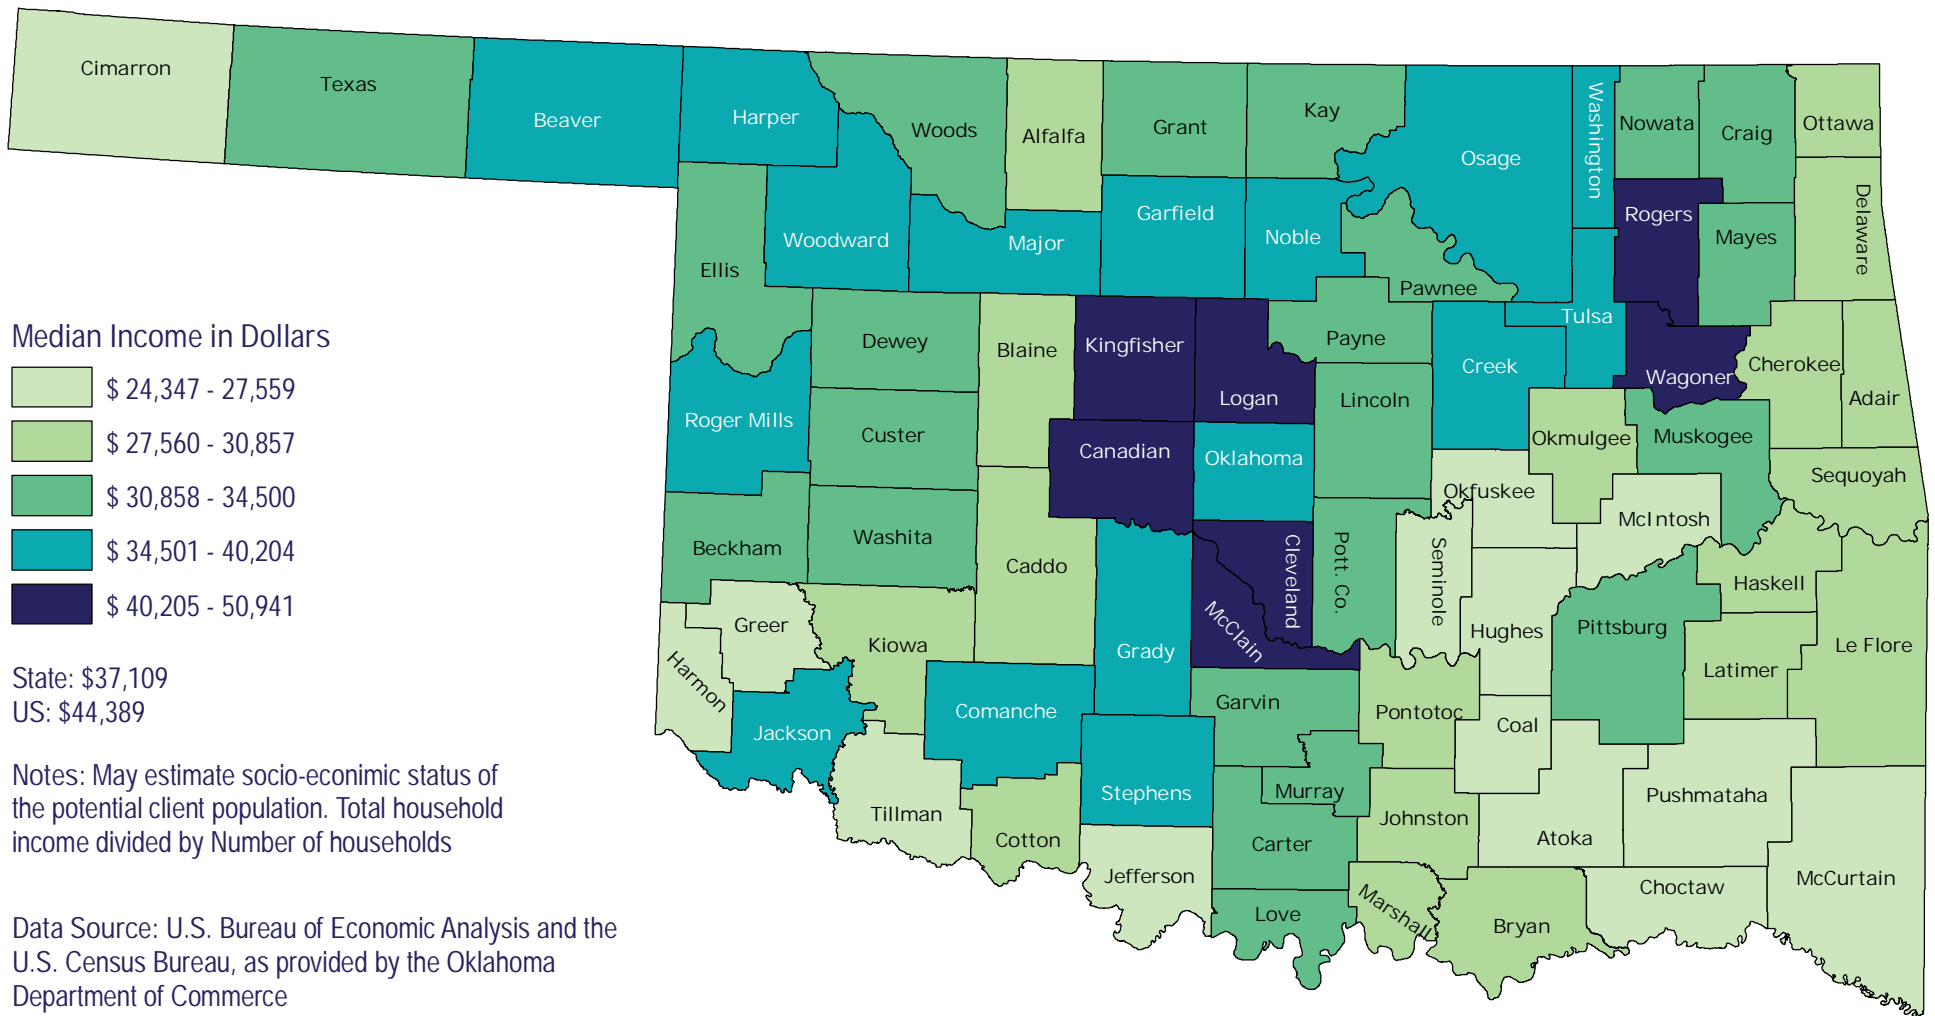 Cimarron
Texas
Beaver
Harper
Woods
Alfalfa
Grant
Kay
Osage
Washington
Nowata
Craig
Ottawa
Delaware
Rogers
Mayes
Ellis
Woodward
Major
Garfield
Noble
Pawnee
Tulsa
Dewey
Blaine
Kingfisher
Logan
Payne
Creek
Wagoner
Cherokee
Adair
Roger Mills
Custer
Canadian
Oklahoma
Lincoln
Okmulgee
Muskogee
Sequoyah
Okfuskee
McIntosh
Beckham
Washita
Caddo
Cleveland
Pott. Co.
Seminole
Haskell
Greer
Kiowa
Grady
McClain
Hughes
Pittsburg
Latimer
Le Flore
Harmon
Jackson
Comanche
Garvin
Pontotoc
Coal
Tillman
Stephens
Murray
Johnston
Pushmataha
Cotton
Carter
Atoka
Jefferson
Choctaw
McCurtain
Love
Marshall
Bryan
Median Income in Dollars
$ 24,347 - 27,559
$ 27,560 - 30,857
$ 30,858 - 34,500
$ 34,501 - 40,204
$ 40,205 - 50,941
State: $37,109
US: $44,389
Notes: May estimate socio-econimic status of
the potential client population. Total household
income divided by Number of households
Data Source: U.S. Bureau of Economic Analysis and the
U.S. Census Bureau, as provided by the Oklahoma
Department of Commerce